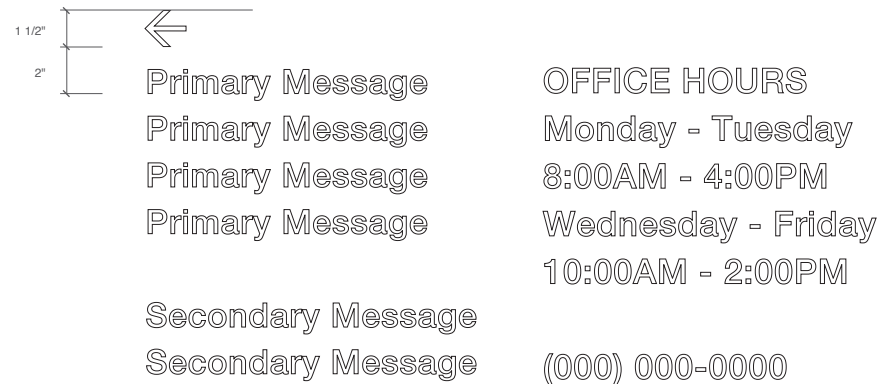 1 1/2"
2"
Primary Message
Primary Message
Primary Message
Primary Message
Secondary Message
Secondary Message
OFFICE HOURS
Monday - Tuesday
8:00AM - 4:00PM
Wednesday - Friday
10:00AM - 2:00PM
(000) 000-0000